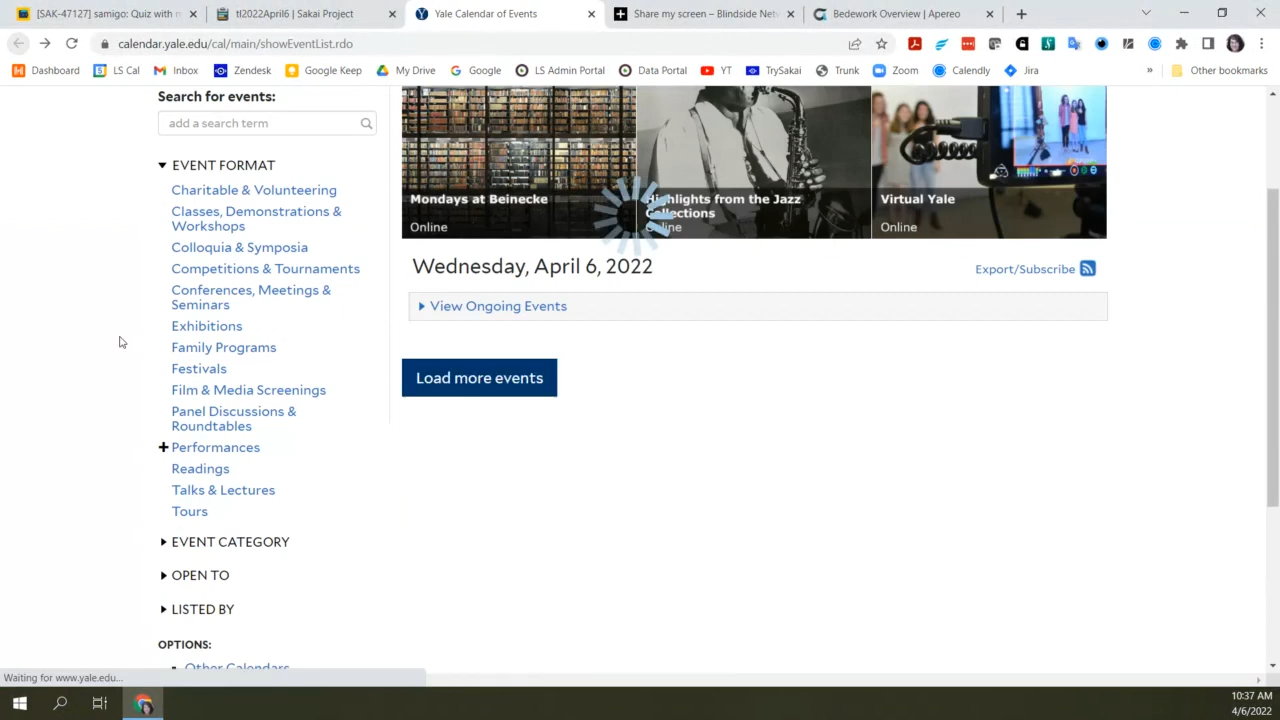 [SAK-47127] samigo: Quiz with m
tl2022April6 | Sakai Project
Yale Calendar of Events
Share my screen – Blindside Net
Bedework Overview | Apereo
calendar.yale.edu/cal/main/showEventList.rdo
Dashboard
LS Cal
Inbox
Zendesk
Google Keep
My Drive
Google
LS Admin Portal
Data Portal
YT
TrySakai
Trunk
Zoom
Calendly
Jira
»
Other bookmarks
Search for events:
add a search term
EVENT FORMAT
Charitable & Volunteering
Classes, Demonstrations &
Workshops
Colloquia & Symposia
Competitions & Tournaments
Conferences, Meetings &
Seminars
Exhibitions
Family Programs
Festivals
Film & Media Screenings
Panel Discussions &
Roundtables
Performances
Readings
Talks & Lectures
Tours
EVENT CATEGORY
OPEN TO
LISTED BY
OPTIONS:
Other Calendars
Mondays at Beinecke
Online
Highlights from the Jazz
Collections
Online
Virtual Yale
Online
Wednesday, April 6, 2022
Export/Subscribe
View Ongoing Events
Load more events
Waiting for www.yale.edu...
10:37 AM
4/6/2022